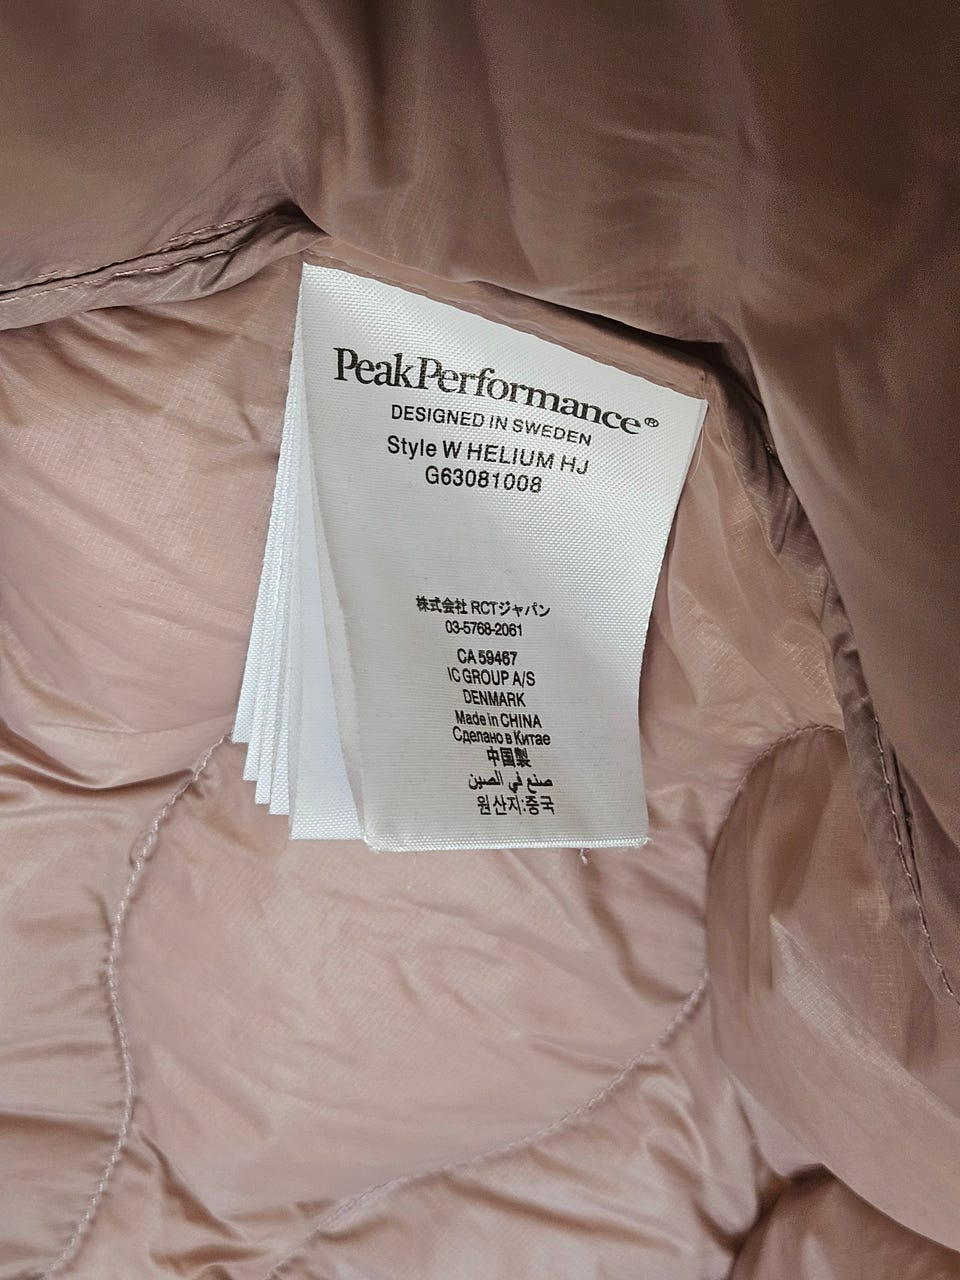 PeakPerformance®
DESIGNED IN SWEDEN
Style W HELIUM HJ
G63081008
株式会社 RCTジャパン
03-5768-2061
CA 59467
IC GROUP A/S
DENMARK
Made in CHINA
Сделано в Китае
中国製
صنع في الصين
원산지:중국